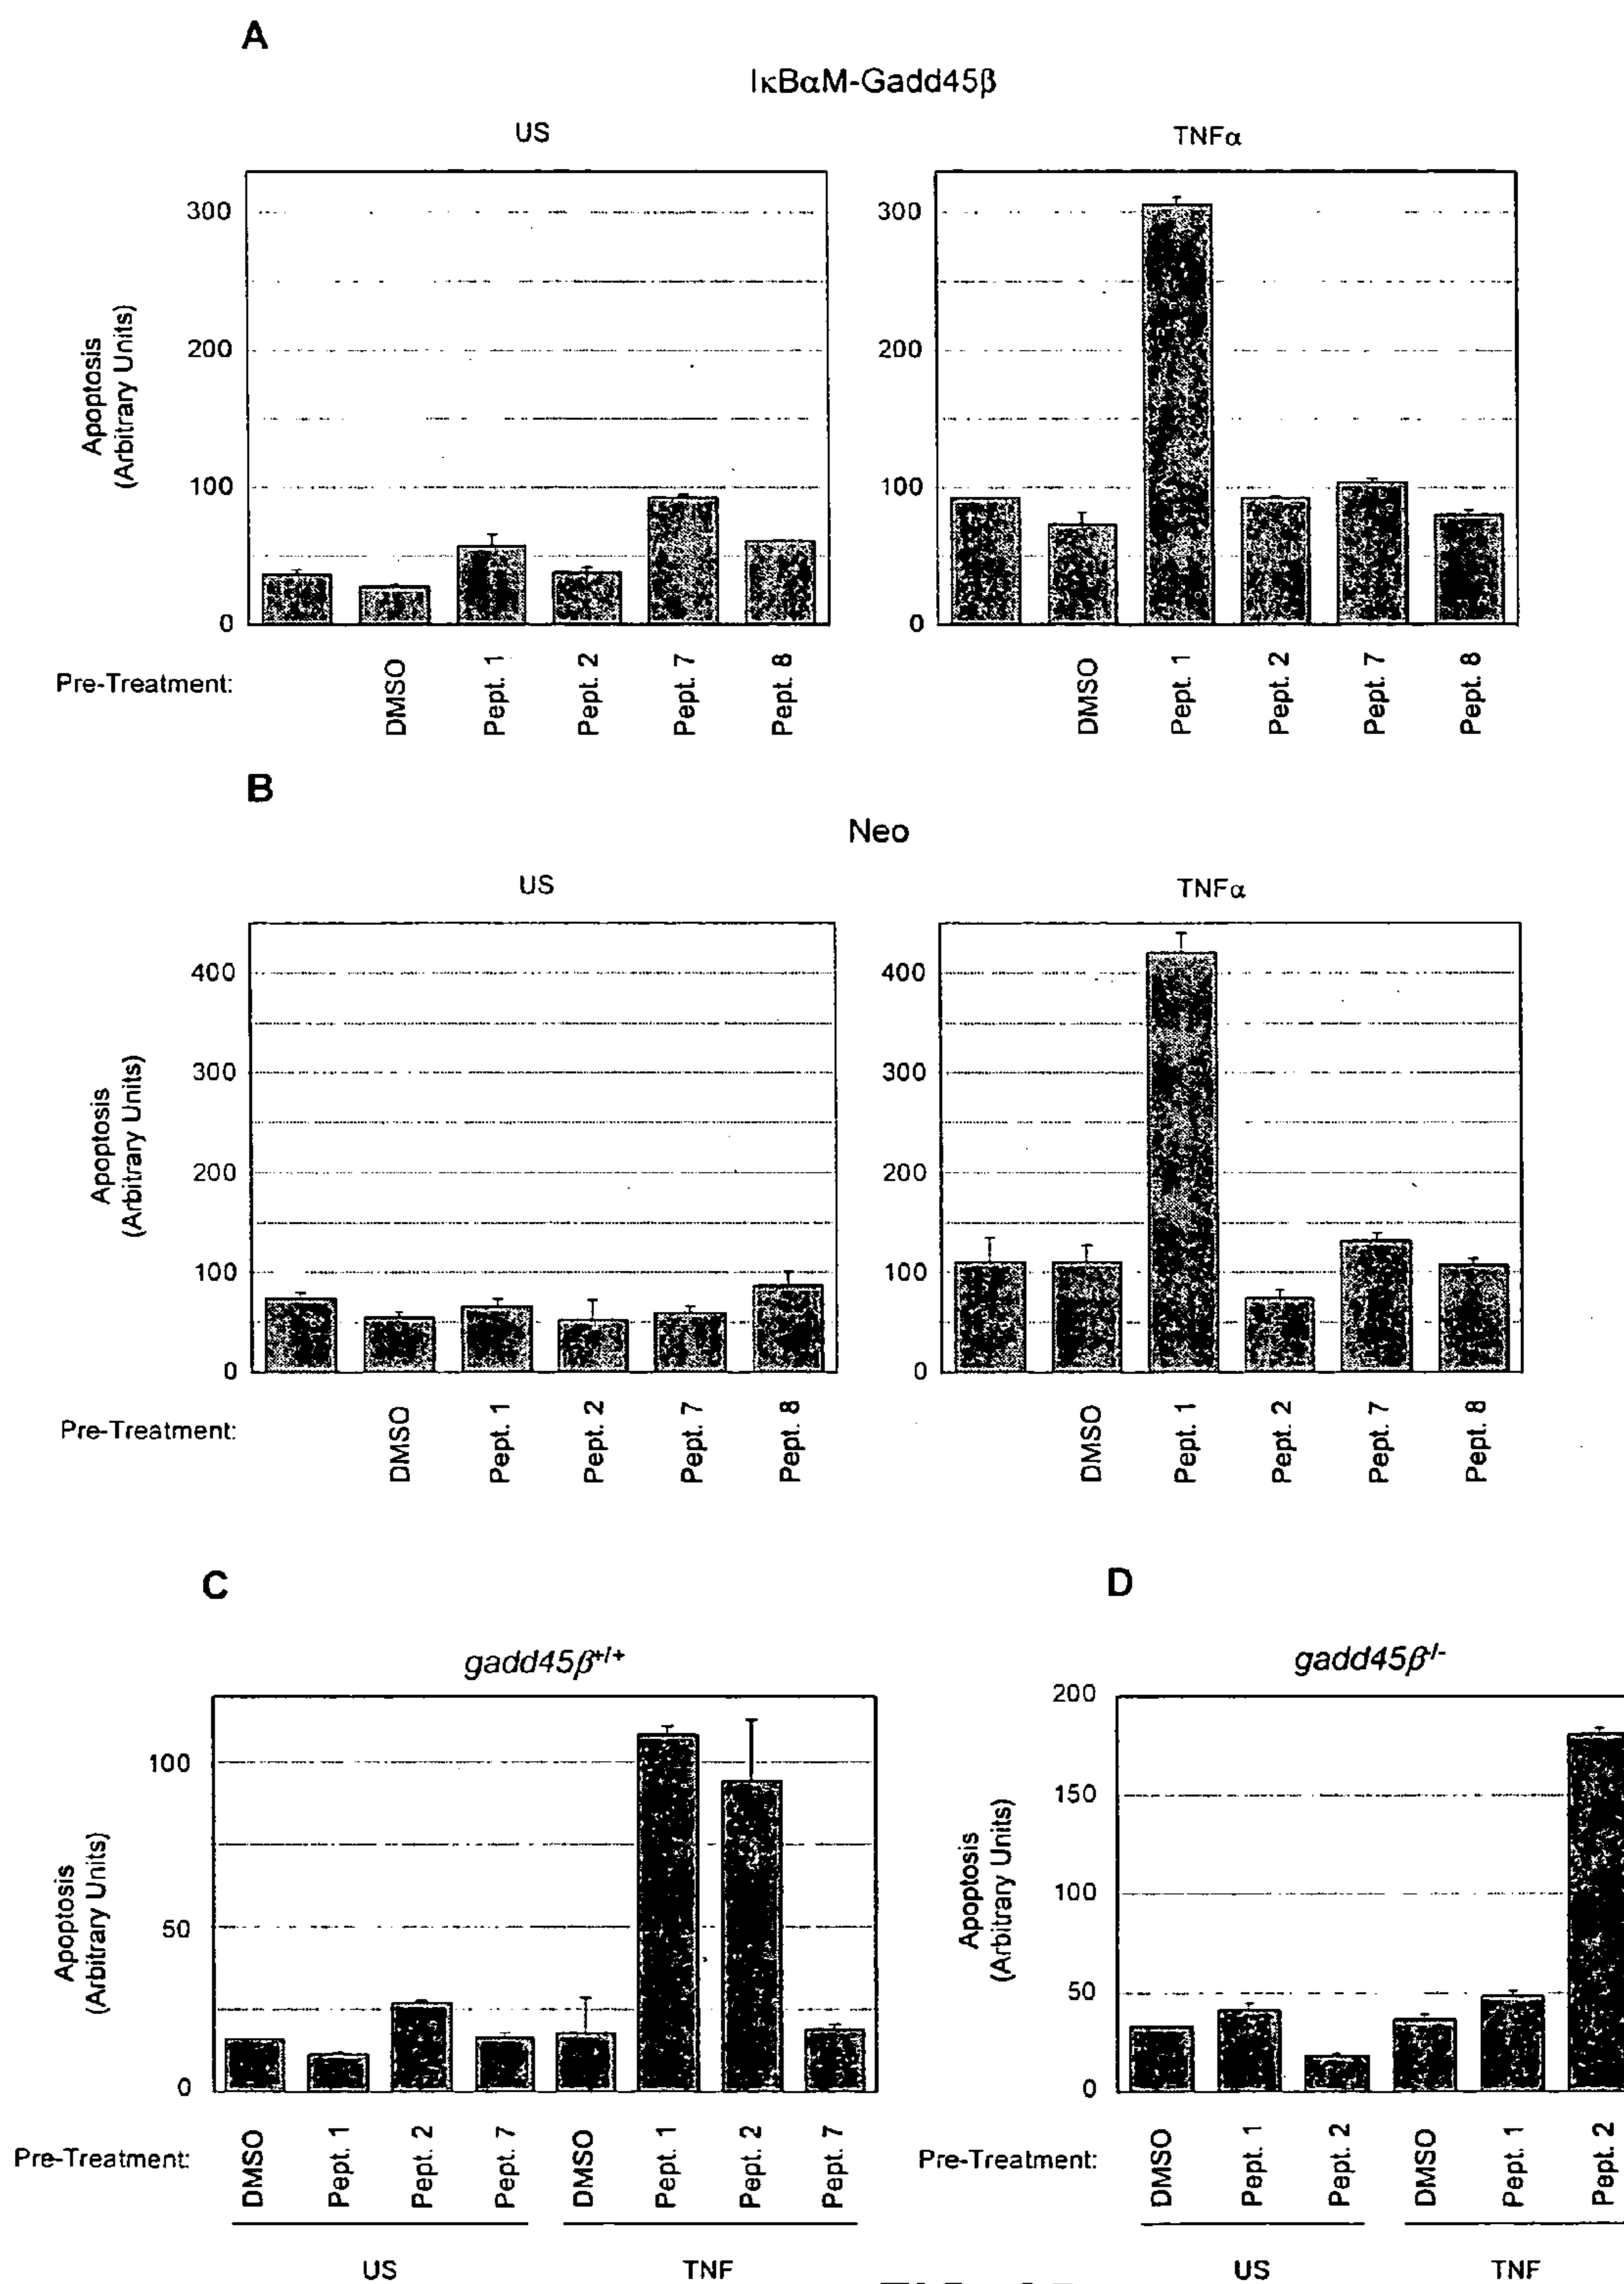 A
IκBαM-Gadd45β
US
TNFα
Apoptosis
(Arbitrary Units)
300
200
100
0
300
200
100
0
Pre-Treatment:
DMSO
Pept. 1
Pept. 2
Pept. 7
Pept. 8
DMSO
Pept. 1
Pept. 2
Pept. 7
Pept. 8
B
Neo
US
TNFα
Apoptosis
(Arbitrary Units)
400
300
200
100
0
400
300
200
100
0
Pre-Treatment:
DMSO
Pept. 1
Pept. 2
Pept. 7
Pept. 8
DMSO
Pept. 1
Pept. 2
Pept. 7
Pept. 8
C
gadd45β+/+
Apoptosis
(Arbitrary Units)
100
50
0
Pre-Treatment:
DMSO
Pept. 1
Pept. 2
Pept. 7
DMSO
Pept. 1
Pept. 2
Pept. 7
US
TNF
D
gadd45β-/-
Apoptosis
(Arbitrary Units)
200
150
100
50
0
Pre-Treatment:
DMSO
Pept. 1
Pept. 2
DMSO
Pept. 1
Pept. 2
US
TNF